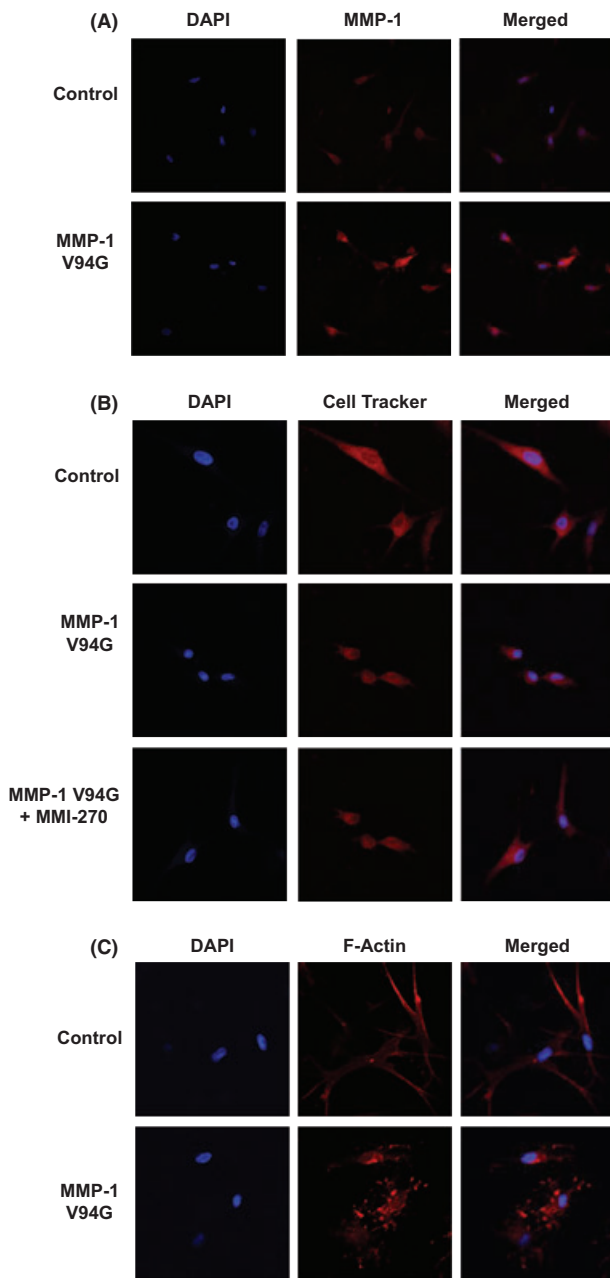 (A)
DAPI MMP-1 Merged
Control
MMP-1
V94G
(B)
DAPI Cell Tracker Merged
Control
MMP-1
V94G
MMP-1 V94G
+ MMI-270
(C)
DAPI F-Actin Merged
Control
MMP-1
V94G